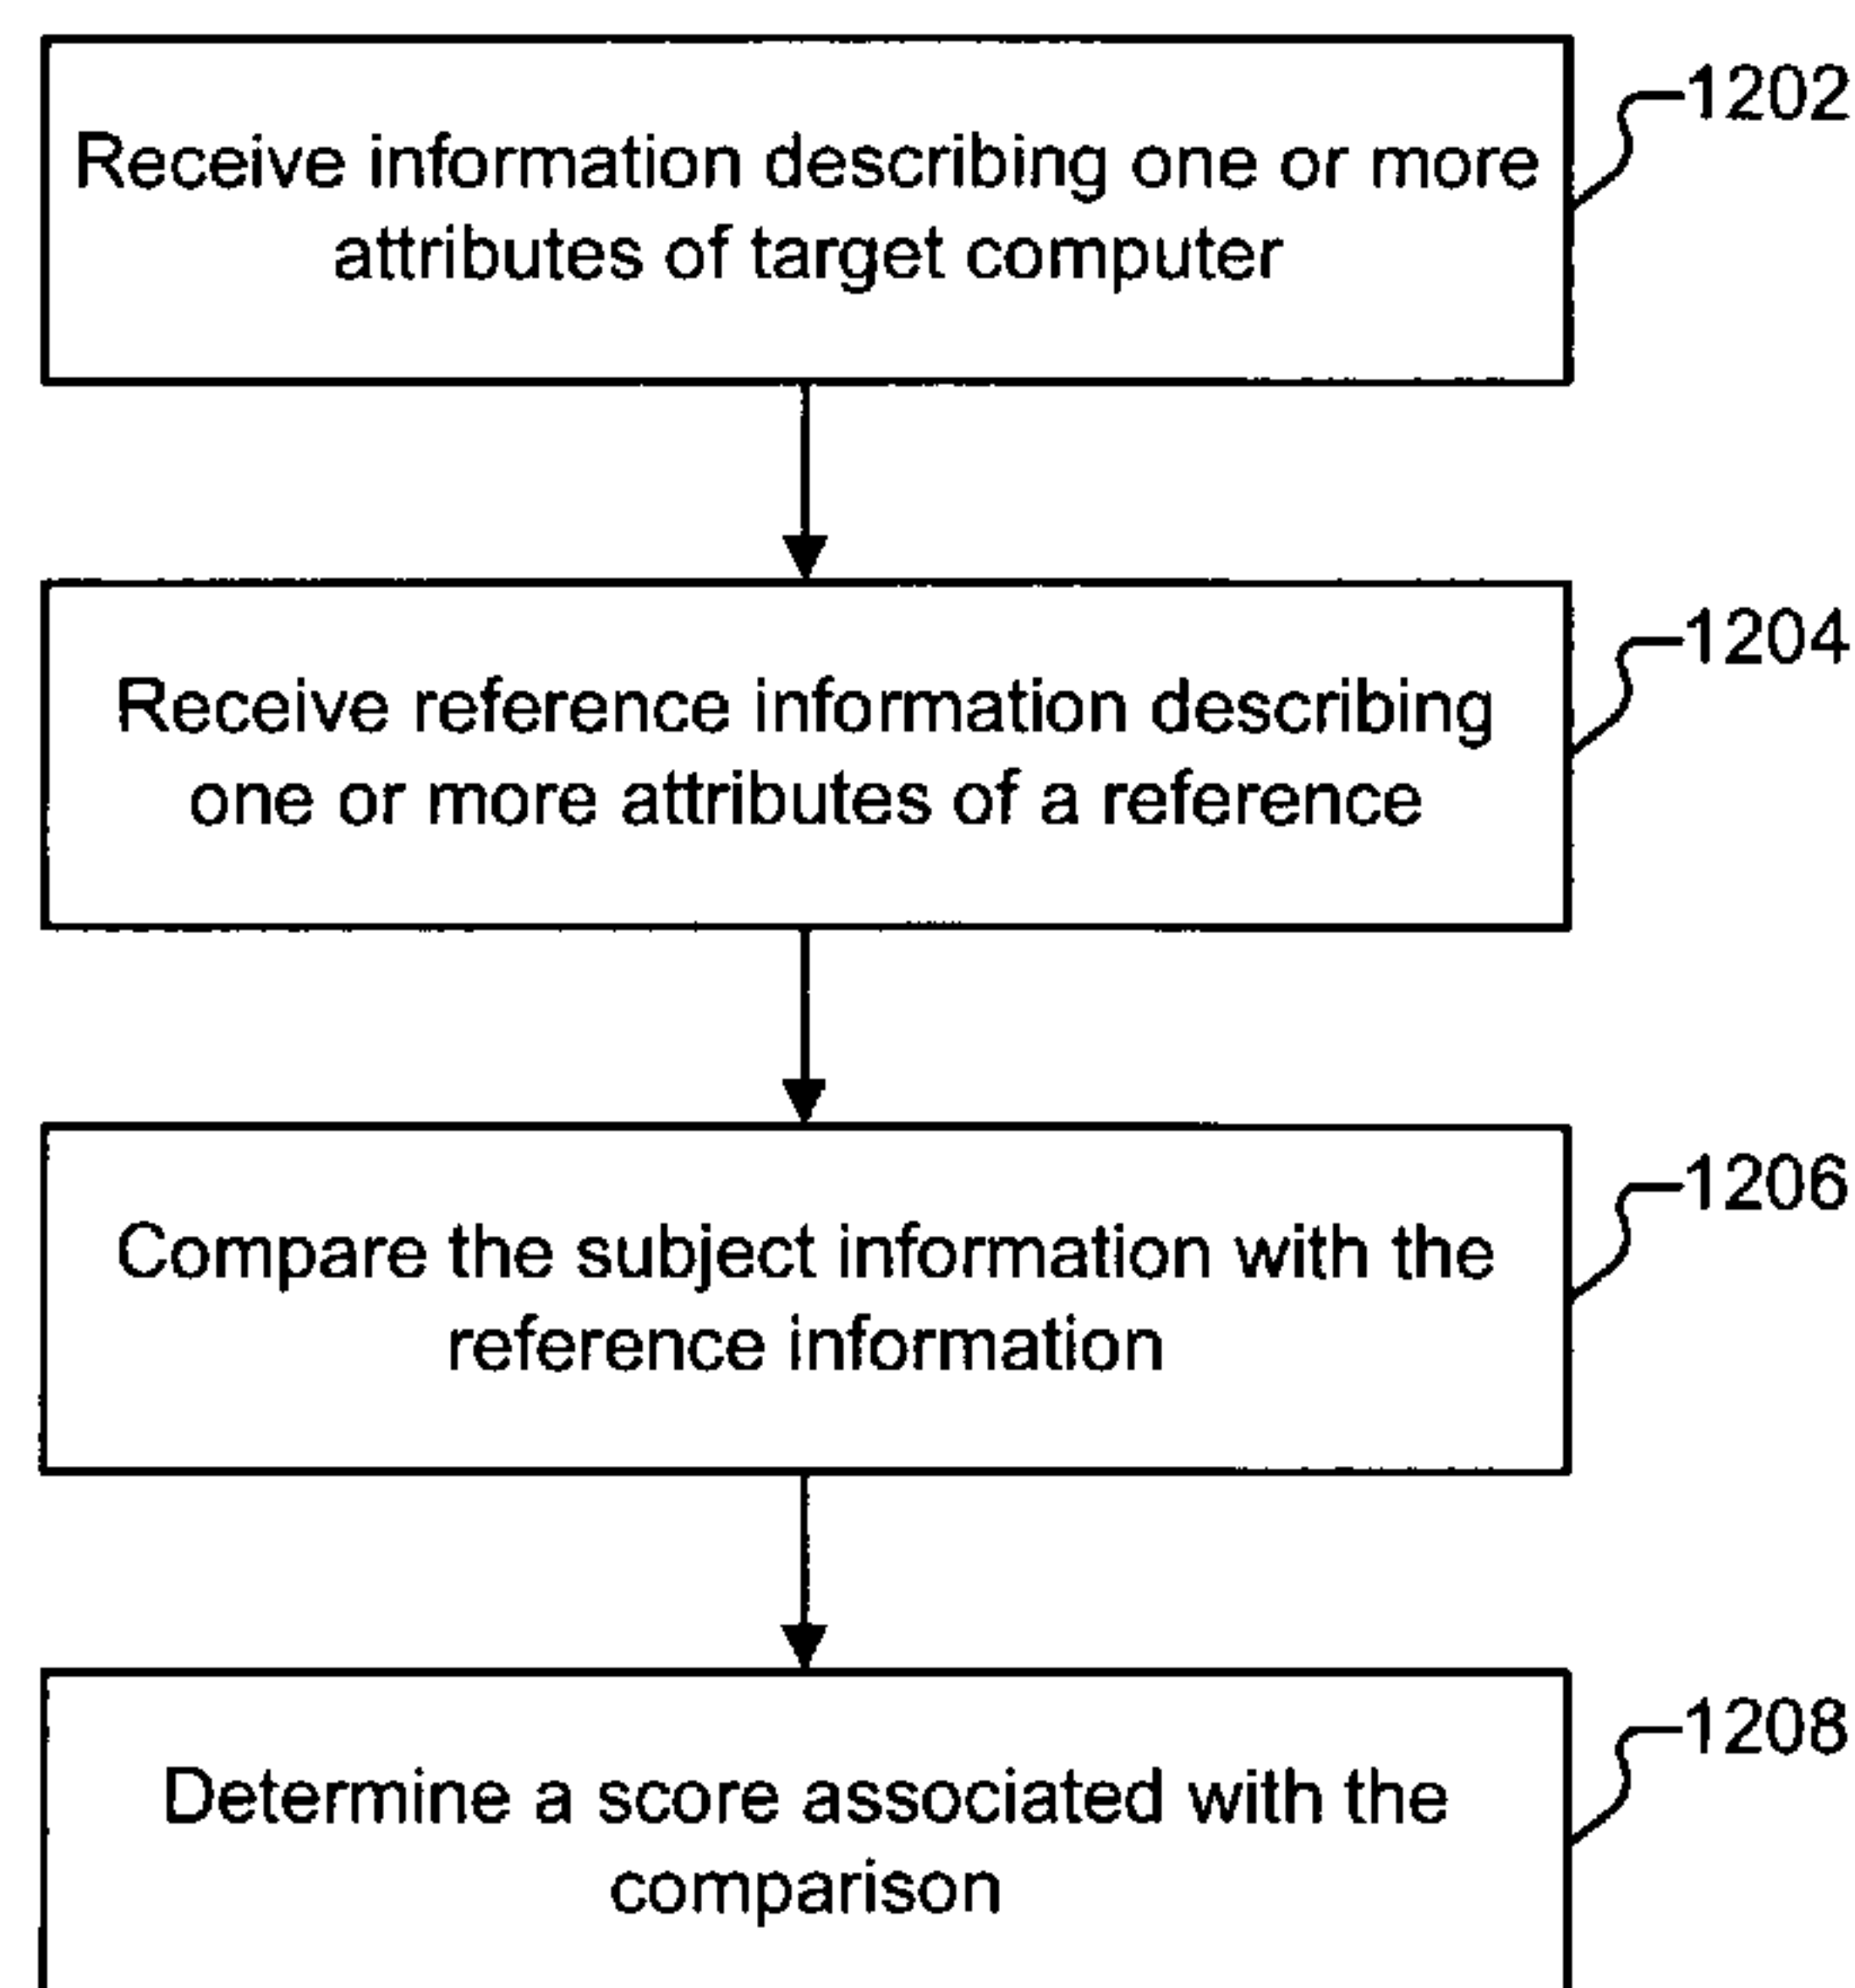 1202
Receive information describing one or more
attributes of target computer
1204
Receive reference information describing
one or more attributes of a reference
1206
Compare the subject information with the
reference information
1208
Determine a score associated with the
comparison